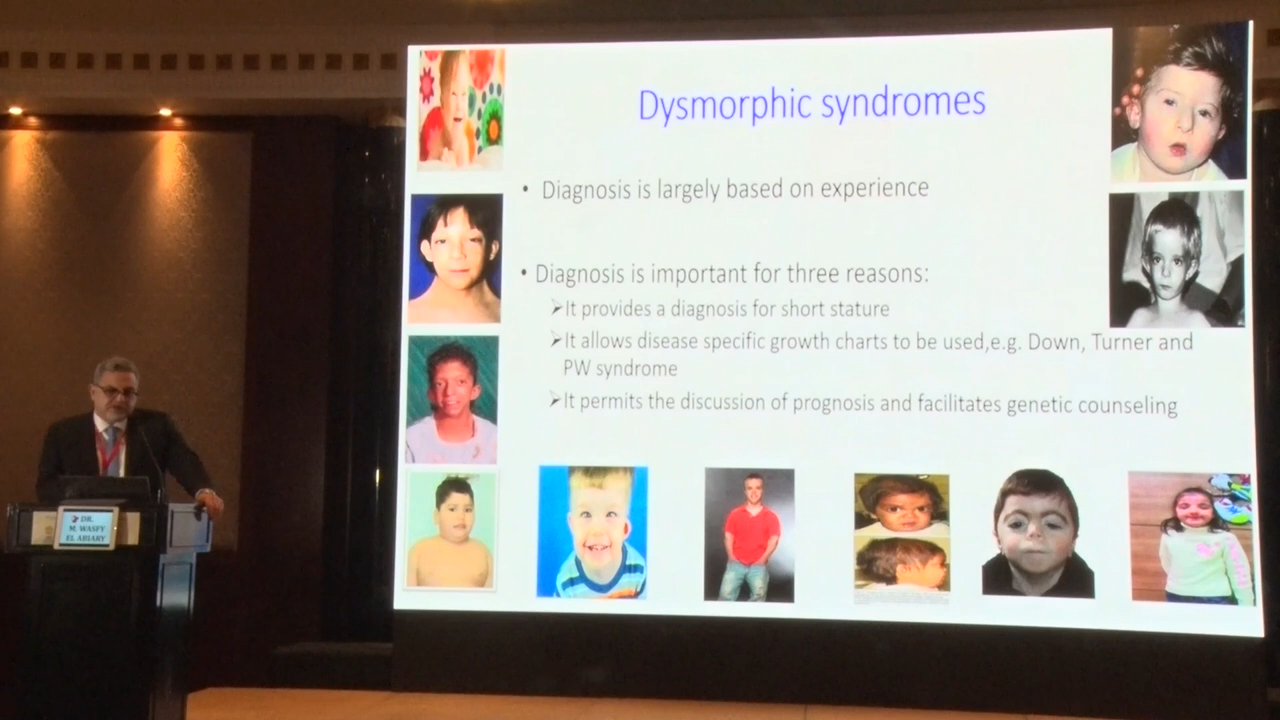 Dysmorphic syndromes
• Diagnosis is largely based on experience
• Diagnosis is important for three reasons:
➢It provides a diagnosis for short stature
➢It allows disease specific growth charts to be used,e.g. Down, Turner and
PW syndrome
➢It permits the discussion of prognosis and facilitates genetic counseling
DR.
M. WASFY
EL ABIARY